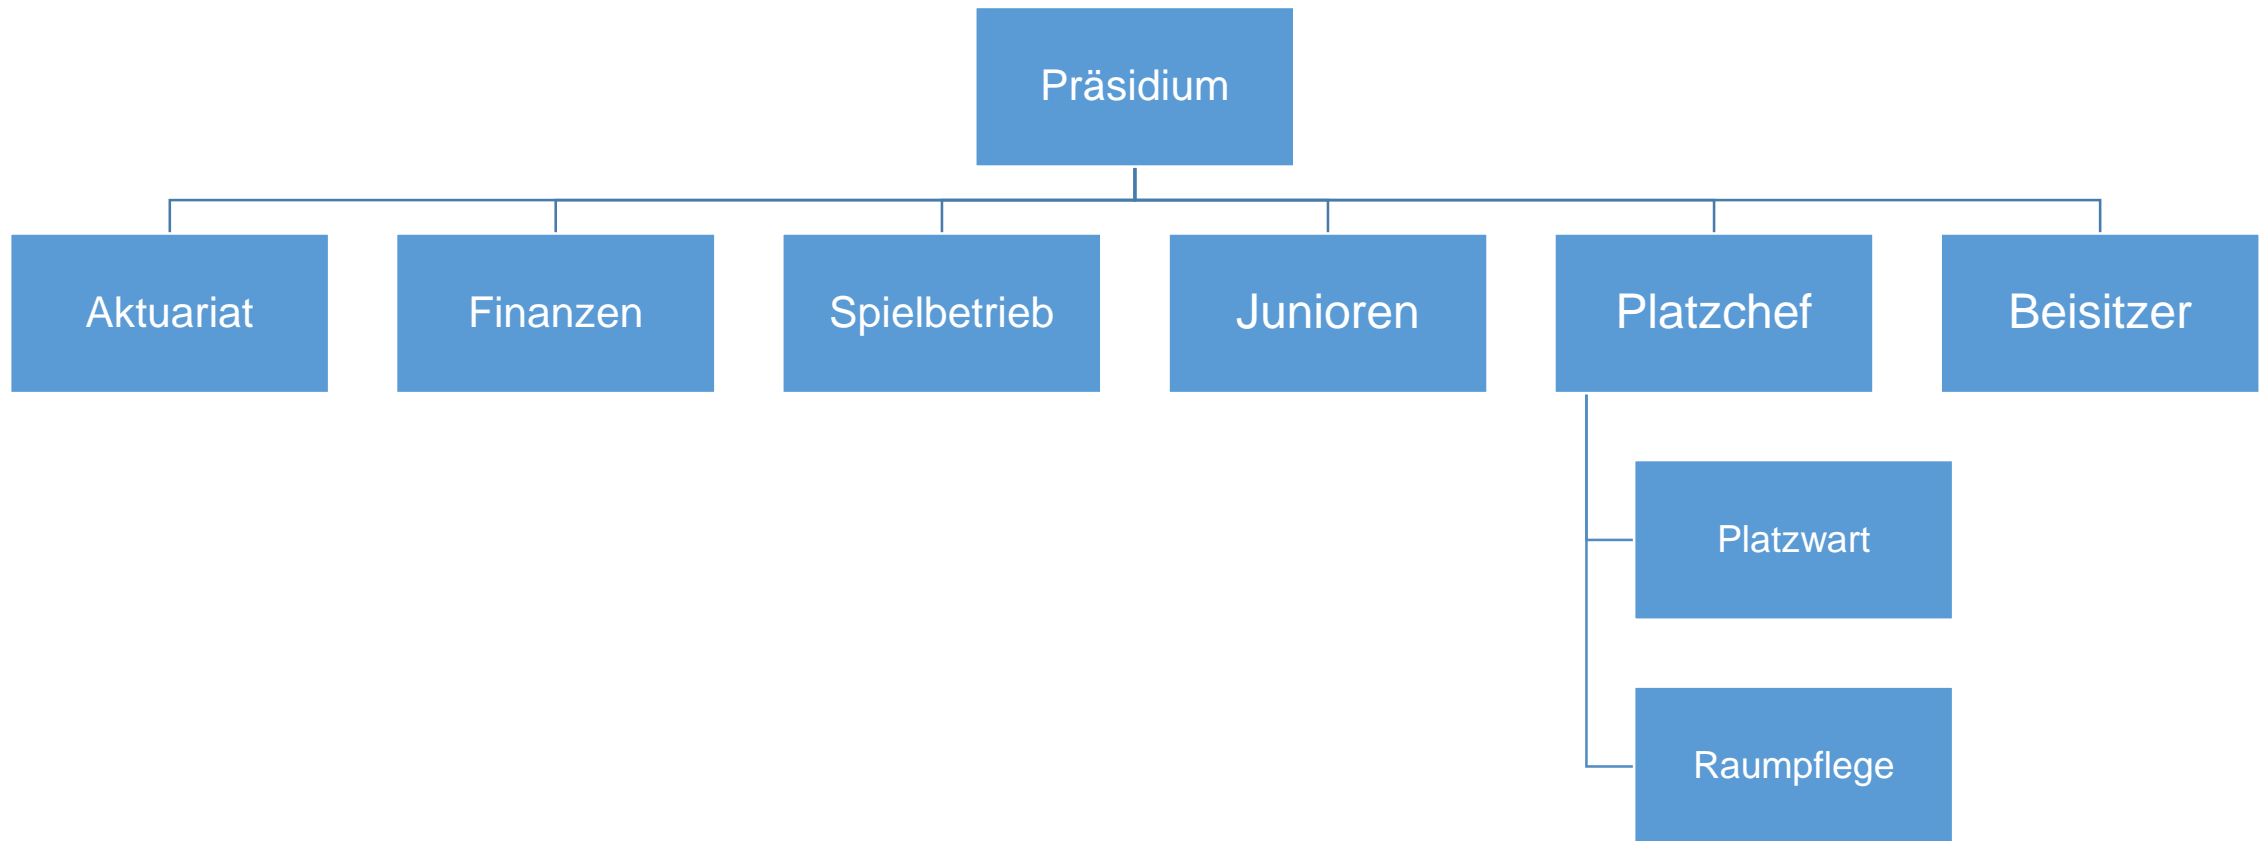 Präsidium
Aktuariat
Finanzen
Spielbetrieb
Junioren
Platzchef
Beisitzer
Platzwart
Raumpflege